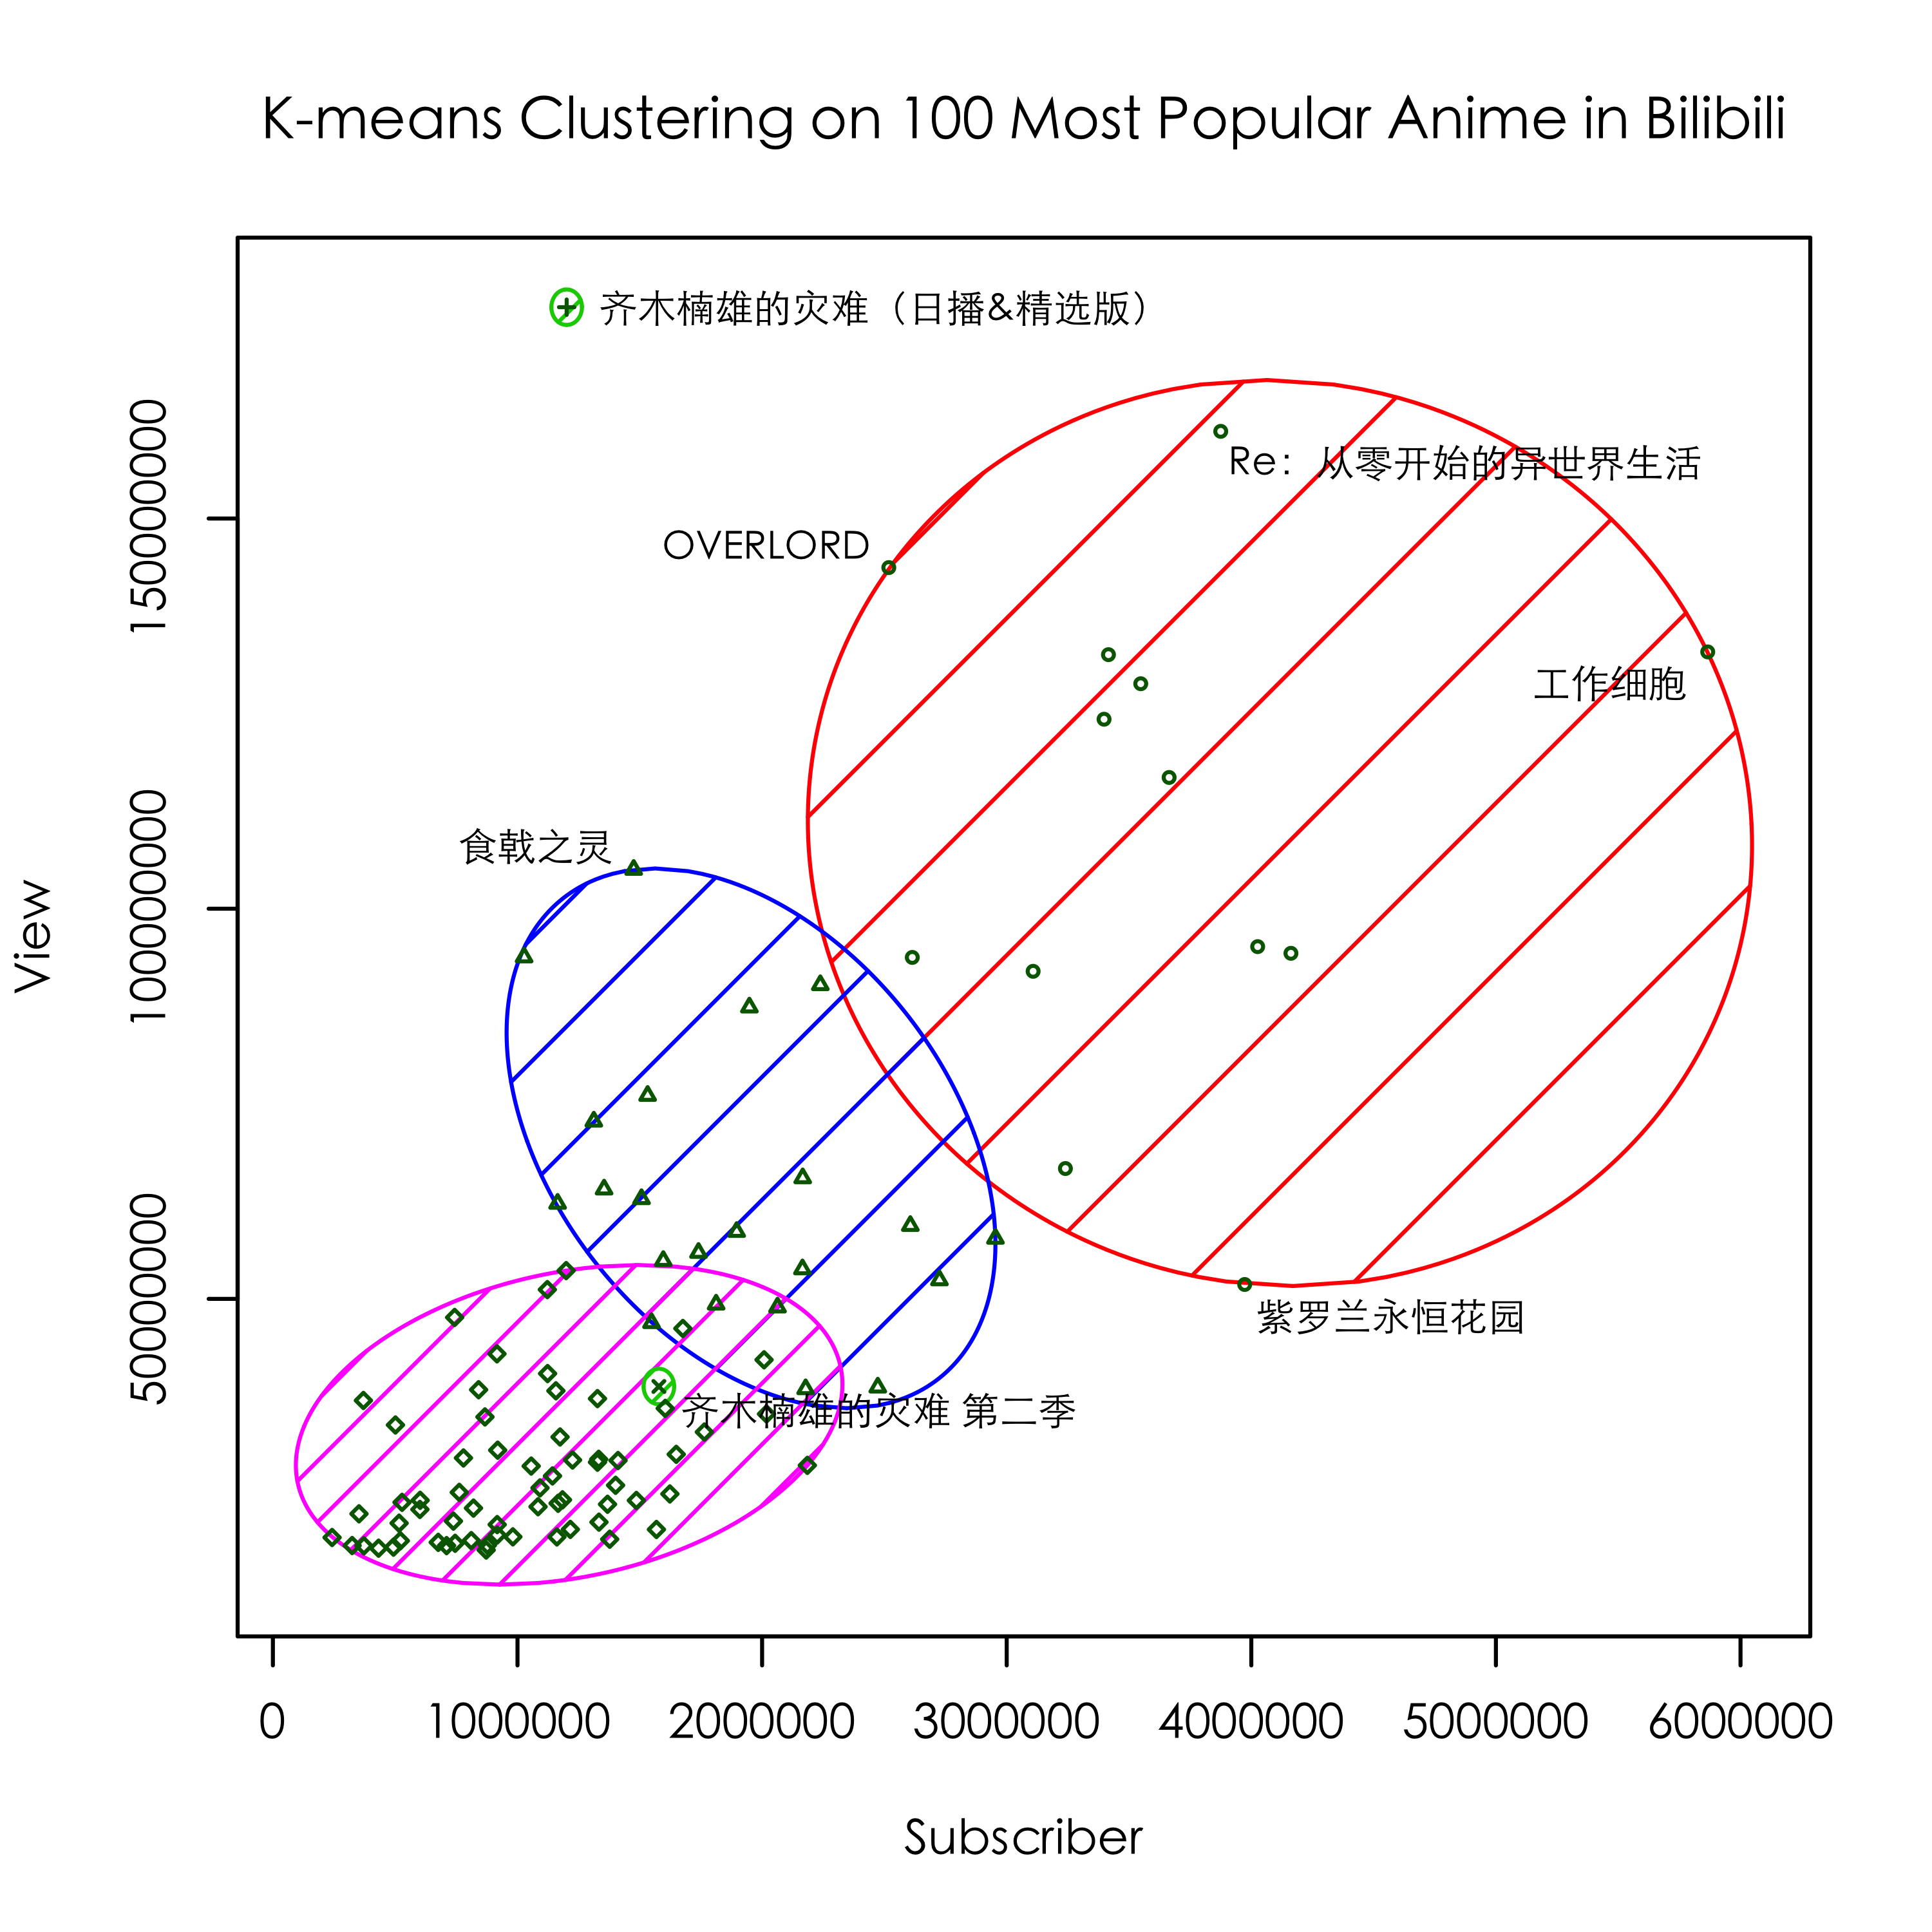 K-means Clustering on 100 Most Popular Anime in Bilibili
齐木楠雄的灾难（日播&精选版）
Re：从零开始的异世界生活
OVERLORD
工作细胞
食戟之灵
紫罗兰永恒花园
齐木楠雄的灾难 第二季
View
150000000
100000000
50000000
0 1000000 2000000 3000000 4000000 5000000 6000000
Subscriber